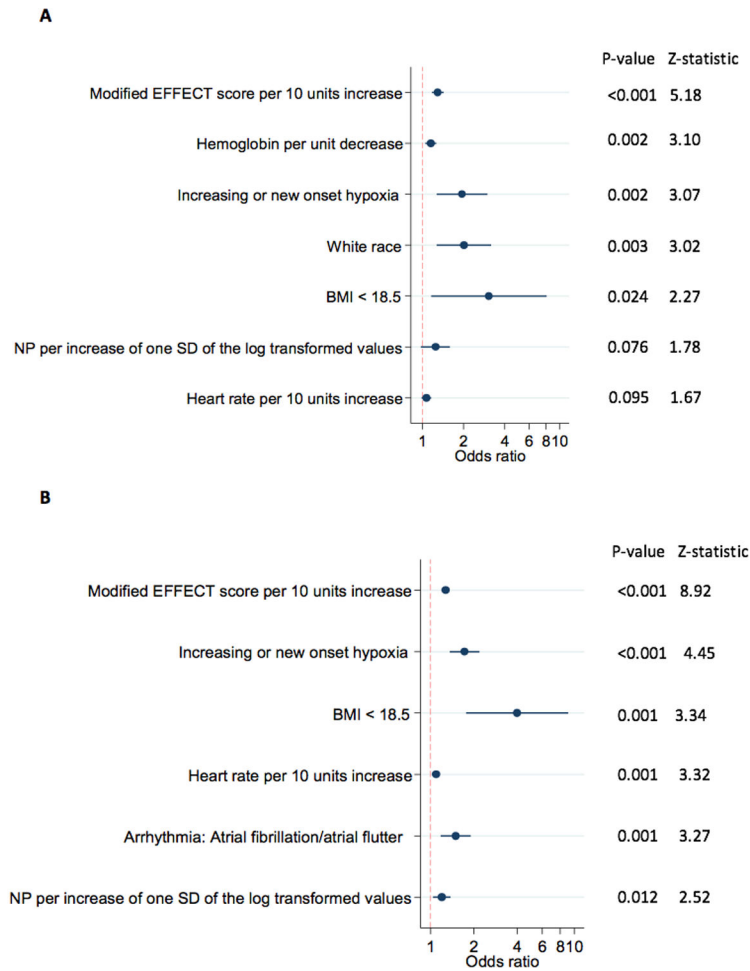 A
P-value Z-statistic
Modified EFFECT score per 10 units increase <0.001 5.18
Hemoglobin per unit decrease 0.002 3.10
Increasing or new onset hypoxia 0.002 3.07
White race 0.003 3.02
BMI < 18.5 0.024 2.27
NP per increase of one SD of the log transformed values 0.076 1.78
Heart rate per 10 units increase 0.095 1.67
1 2 4 6 8 10
Odds ratio
B
P-value Z-statistic
Modified EFFECT score per 10 units increase <0.001 8.92
Increasing or new onset hypoxia <0.001 4.45
BMI < 18.5 0.001 3.34
Heart rate per 10 units increase 0.001 3.32
Arrhythmia: Atrial fibrillation/atrial flutter 0.001 3.27
NP per increase of one SD of the log transformed values 0.012 2.52
1 2 4 6 8 10
Odds ratio